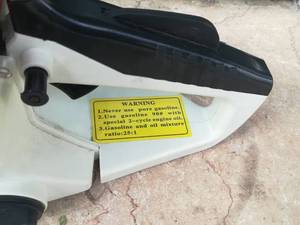 WARNING
1.Never use pure gasoline.
2.Use gasoline 90# with
special 2-cycle engine oil.
3.Gasoline and oil mixture
ratio:25:1